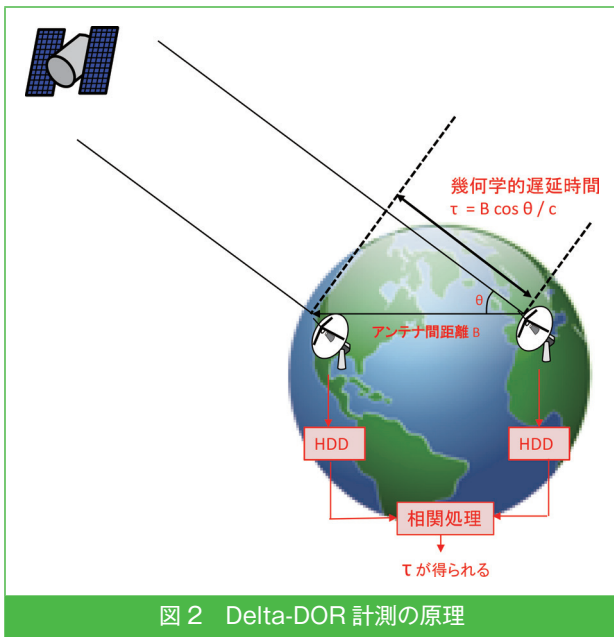 幾何学的遅延時間
τ = B cos θ / c
θ
アンテナ間距離 B
HDD
HDD
相関処理
τ が得られる
図2 Delta-DOR 計測の原理